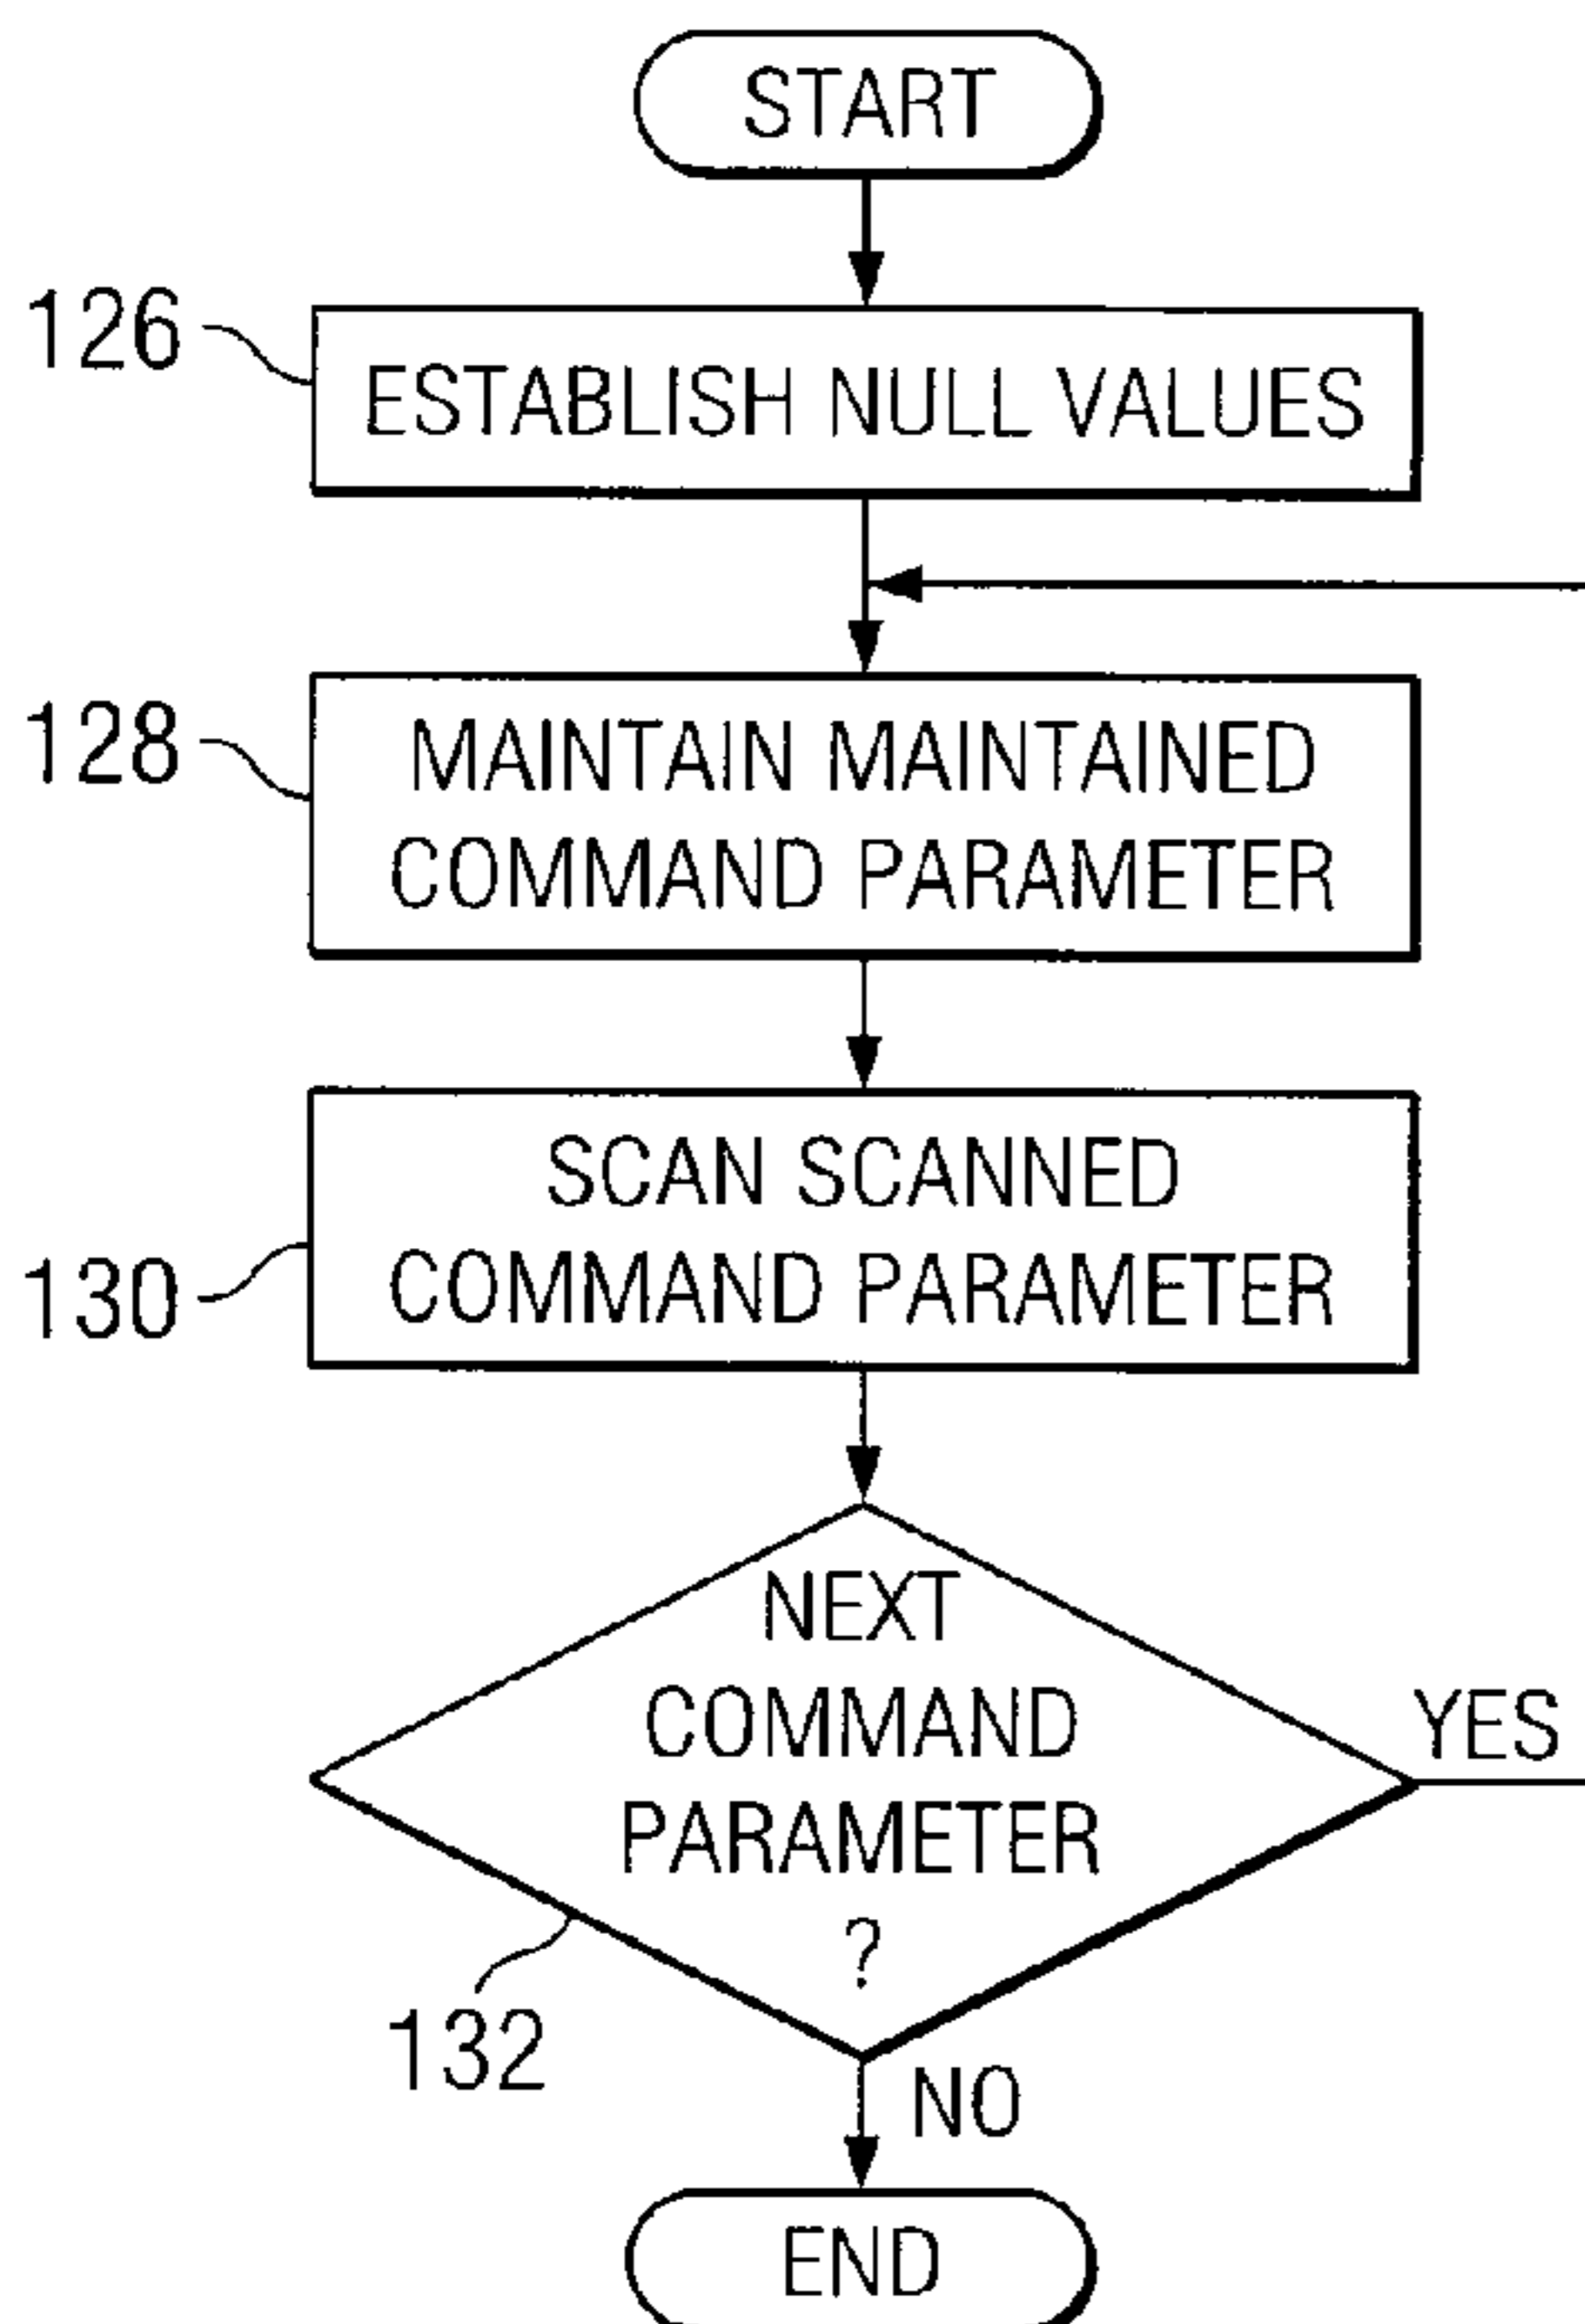 START
126
ESTABLISH NULL VALUES
128
MAINTAIN MAINTAINED
COMMAND PARAMETER
130
SCAN SCANNED
COMMAND PARAMETER
NEXT
COMMAND
PARAMETER
?
YES
132
NO
END